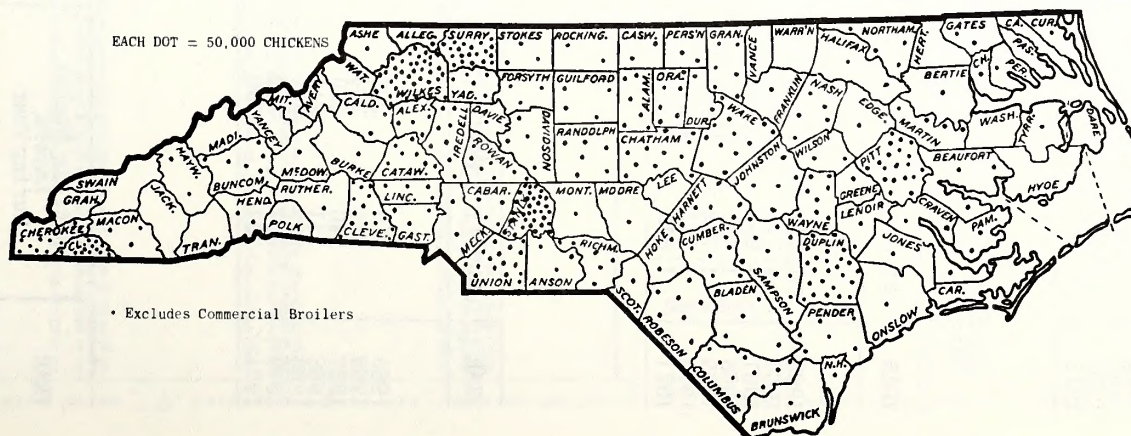 EACH DOT = 50,000 CHICKENS
ASHE
ALLEG.
SURRY
STOKES
ROCKING.
CASW.
PERS'N
GRAN.
VANCE
WARR'N
HALIFAX
NORTHAM.
HERT.
GATES
CA.
CUR.
PAS.
PER.
CH.
WAT.
WILKES
YAD.
FORSYTH
GUILFORD
ALAM.
ORA.
DUR.
FRANKLIN
NASH
EDGE.
BERTIE
MIT.
AVERY
CALD.
ALEX.
IREDELL
DAVIE
DAVIDSON
RANDOLPH
CHATHAM
WAKE
WILSON
MARTIN
WASH.
TYRR.
DARE
MADI.
YANCEY
BURKE
McDOW.
CATAW.
ROWAN
JOHNSTON
PITT
BEAUFORT
HYDE
SWAIN
HAYW.
BUNCOM.
RUTHER.
LINC.
CABAR.
MONT.
MOORE
LEE
HARNETT
GREENE
WAYNE
LENOIR
CRAVEN
PAM.
GRAH.
JACK.
HEND.
CHEROKEE
MACON
CL.
TRAN.
POLK
CLEVE.
GAST.
MECK.
STANLY
RICHM.
HOKE
CUMBER.
SAMPSON
DUPLIN
JONES
CAR.
UNION
ANSON
SCOT.
ROBESON
BLADEN
PENDER
ONSLOW
COLUMBUS
N.H.
BRUNSWICK
• Excludes Commercial Broilers